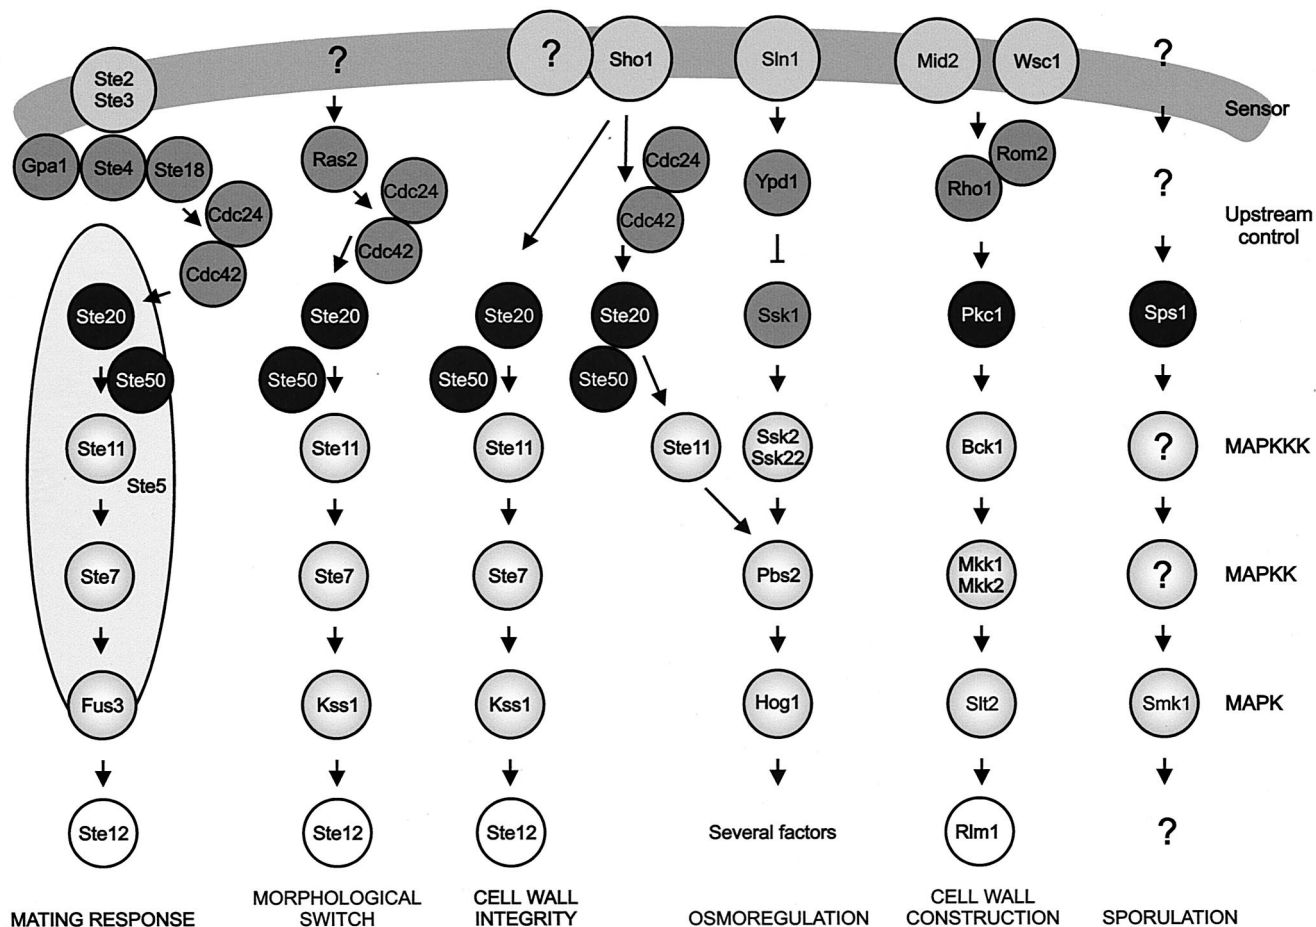 ?
Sho1
Sln1
Mid2
Wsc1
?
?
Ste2
Ste3
Sensor
Gpa1
Ste4
Ste18
Ras2
Cdc24
Cdc24
Ypd1
Rom2
Rho1
?
Cdc24
Cdc42
Cdc42
Cdc42
Upstream
control
Ste20
Ste20
Ste20
Ste20
Ssk1
Pkc1
Sps1
Ste50
Ste50
Ste50
Ste50
Ste11
Ste11
Ste11
Ste11
Ssk2
Ssk22
Bck1
?
MAPKKK
Ste5
Ste7
Ste7
Ste7
Pbs2
Mkk1
Mkk2
?
MAPKK
Fus3
Kss1
Kss1
Hog1
Slt2
Smk1
MAPK
Ste12
Ste12
Ste12
Several factors
Rlm1
?
MATING RESPONSE
MORPHOLOGICAL
SWITCH
CELL WALL
INTEGRITY
OSMOREGULATION
CELL WALL
CONSTRUCTION
SPORULATION